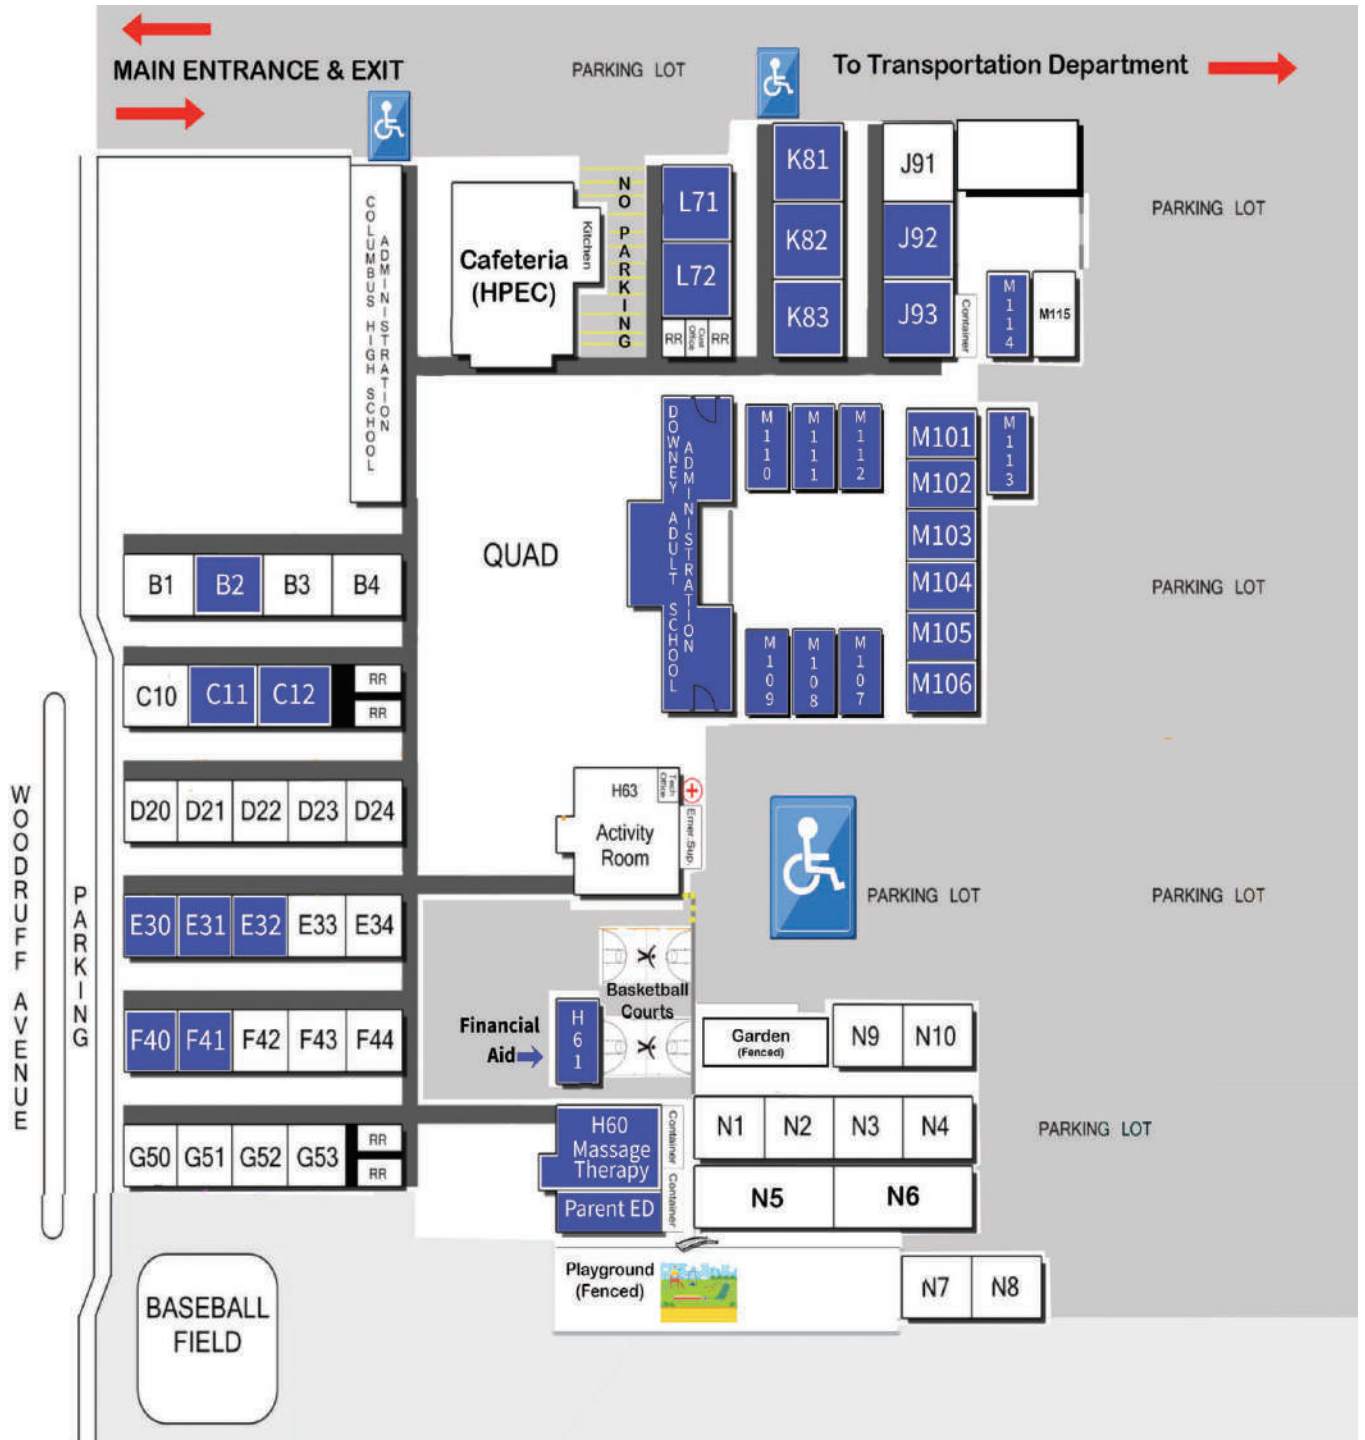 MAIN ENTRANCE & EXIT
PARKING LOT
To Transportation Department
COLUMBUS HIGH SCHOOL
ADMINISTRATION
Cafeteria
(HPEC)
Kitchen
NO PARKING
L71
L72
RR
Cust
Office
RR
K81
K82
K83
J91
J92
J93
Container
M114
M115
PARKING LOT
DOWNEY ADULT SCHOOL
ADMINISTRATION
M110
M111
M112
M101
M102
M103
M104
M105
M106
M113
M109
M108
M107
QUAD
PARKING LOT
B1
B2
B3
B4
C10
C11
C12
RR
RR
D20
D21
D22
D23
D24
H63
Tech
Office
Activity
Room
Emer.Sup.
WOODRUFF AVENUE
PARKING
E30
E31
E32
E33
E34
PARKING LOT
PARKING LOT
Basketball
Courts
F40
F41
F42
F43
F44
Financial
Aid
H61
Garden
(Fenced)
N9
N10
G50
G51
G52
G53
RR
RR
H60
Massage
Therapy
Parent ED
Container
Container
N1
N2
N3
N4
PARKING LOT
N5
N6
Playground
(Fenced)
N7
N8
BASEBALL
FIELD